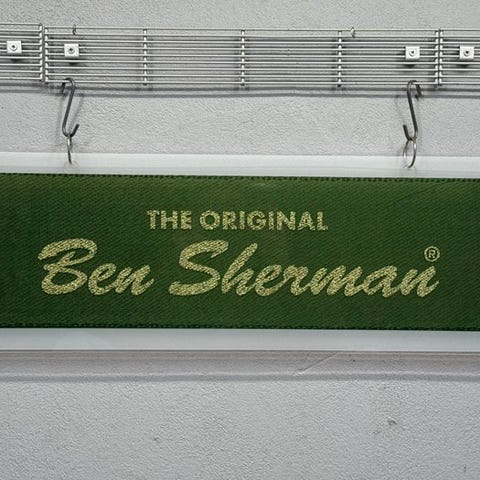 THE ORIGINAL
Ben Sherman®